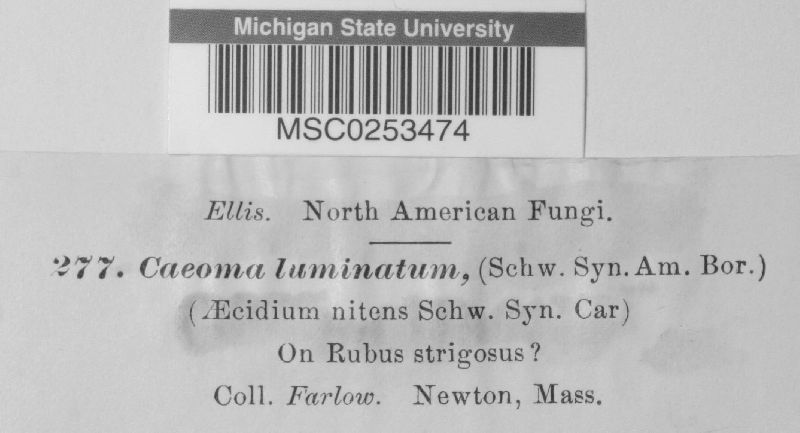 Michigan State University
MSC0253474
Ellis. North American Fungi.
277. Caeoma luminatum, (Schw. Syn. Am. Bor.)
(Æcidium nitens Schw. Syn. Car)
On Rubus strigosus?
Coll. Farlow. Newton, Mass.